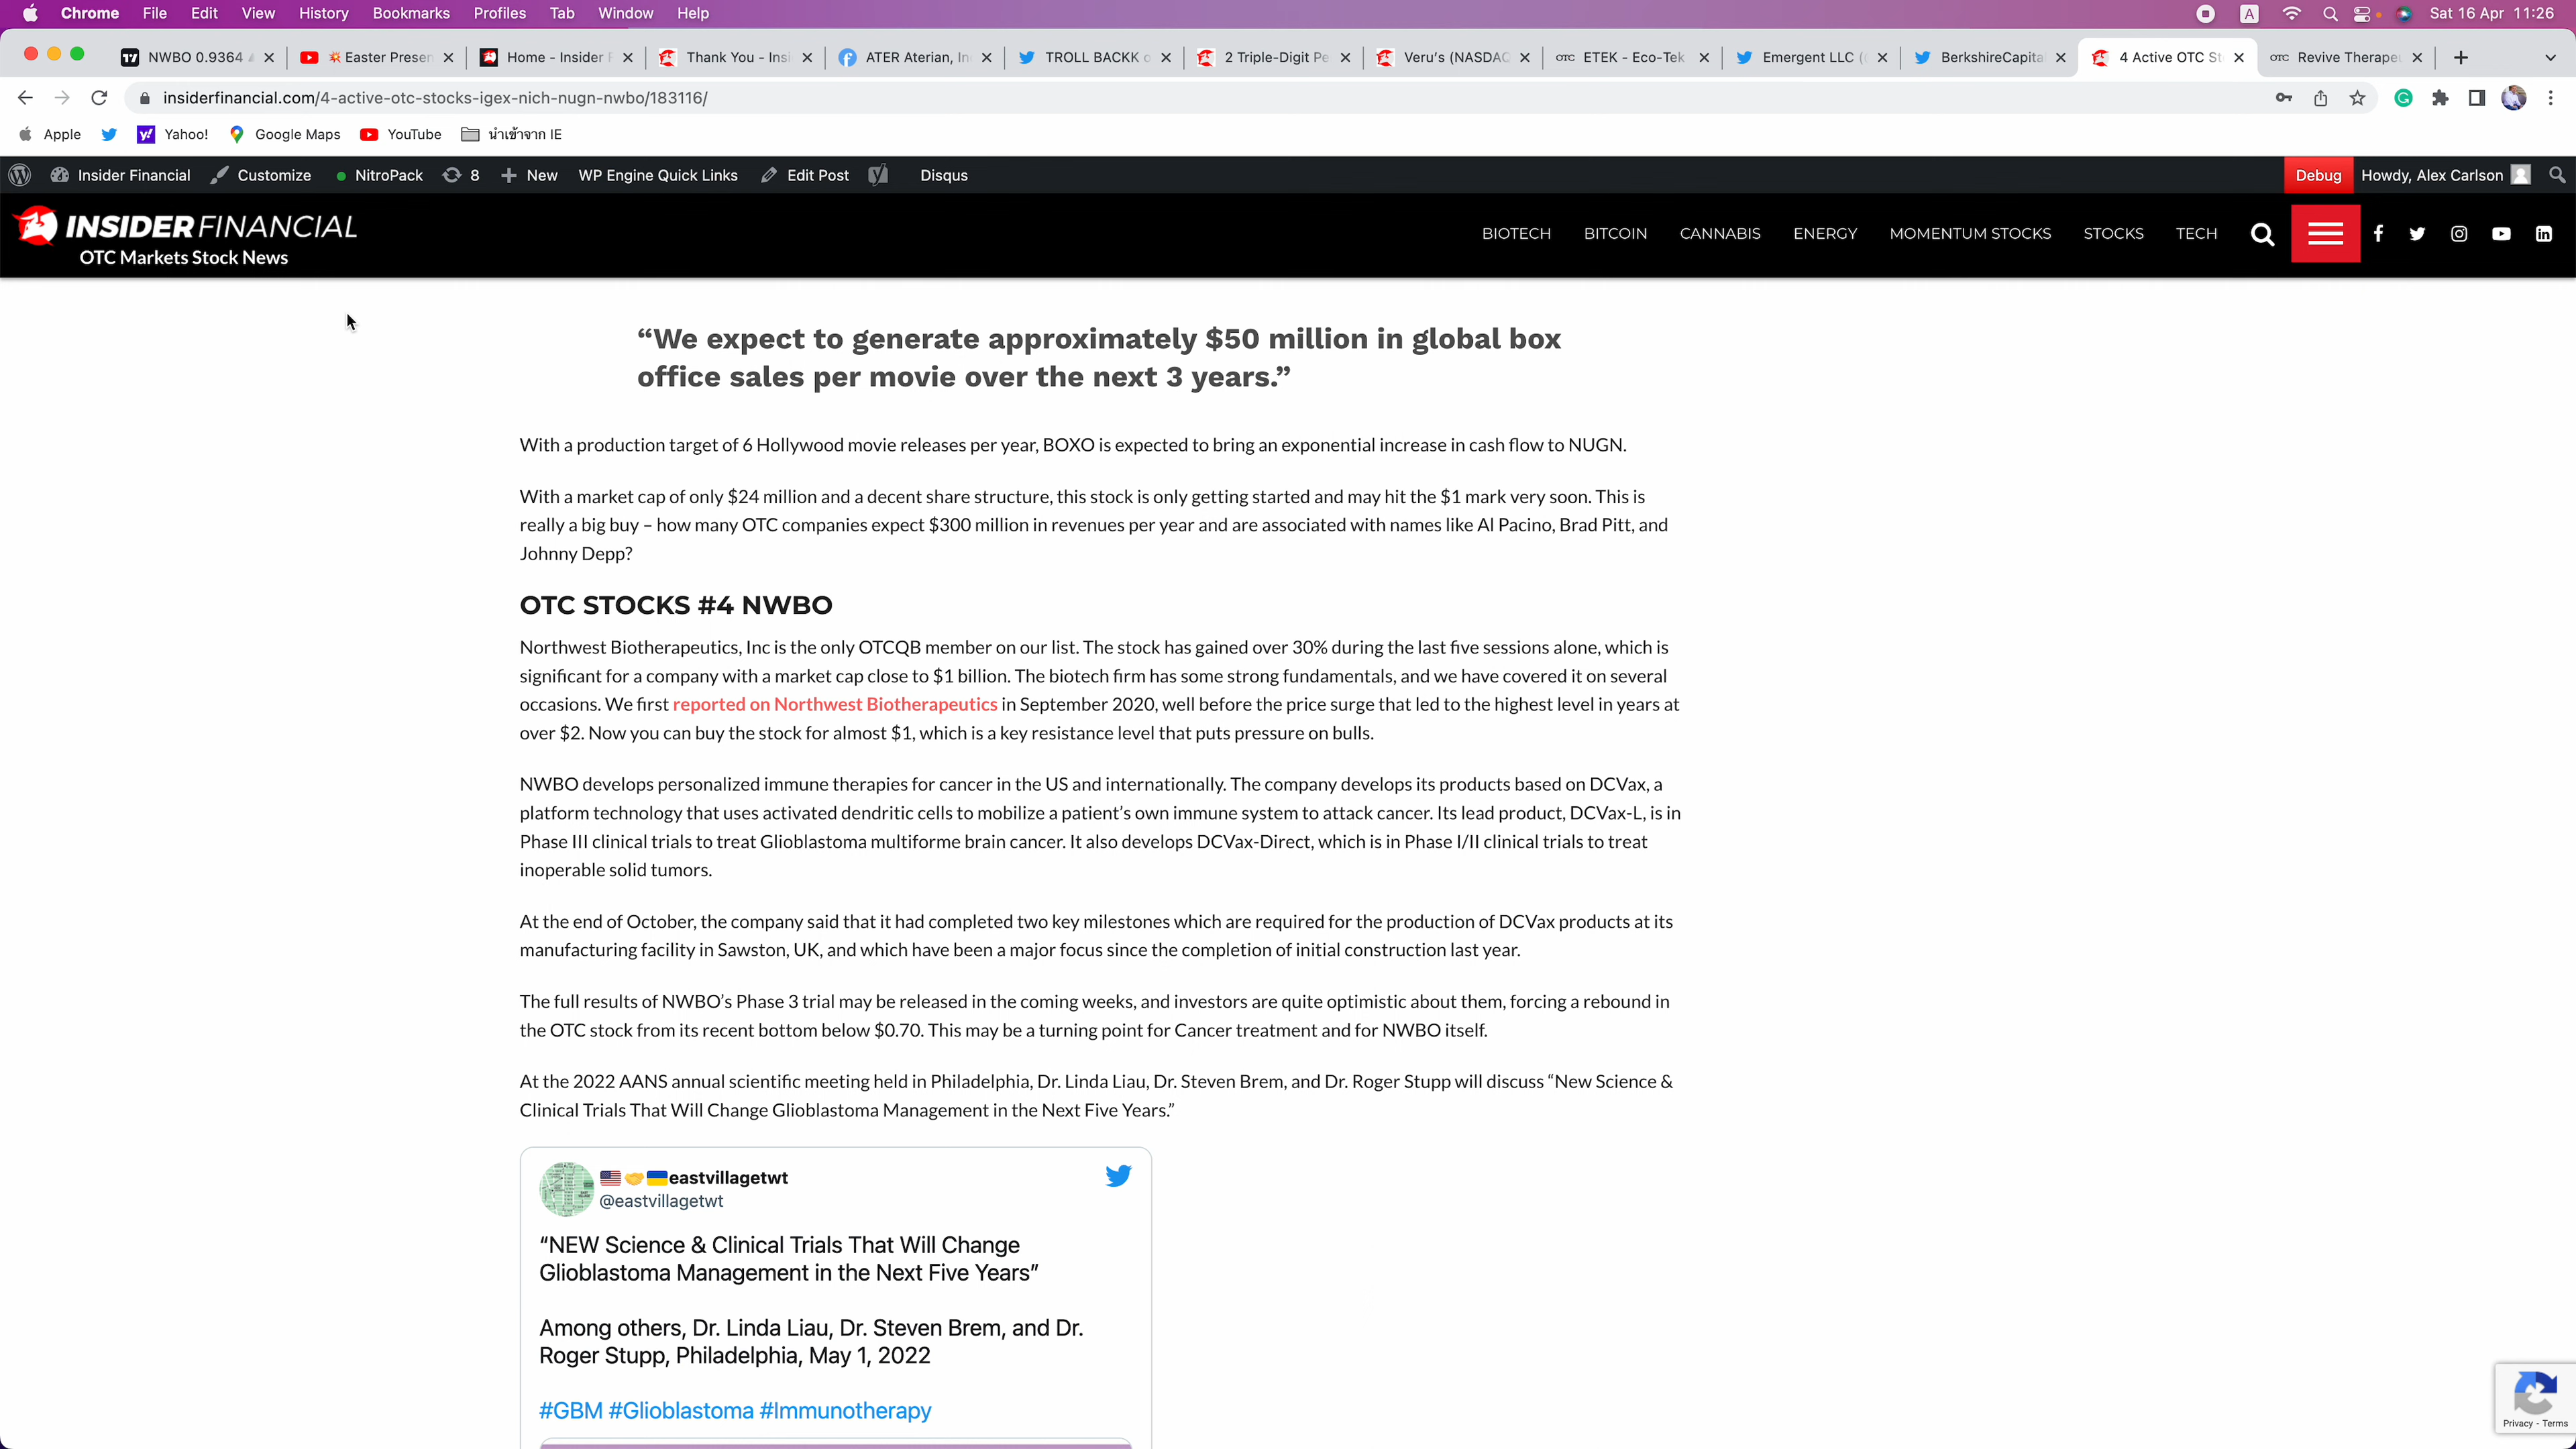 Chrome File Edit View History Bookmarks Profiles Tab Window Help A Sat 16 Apr 11:26
NWBO 0.9364 Easter Presen Home - Insider F Thank You - Insi ATER Aterian, In TROLL BACKK o 2 Triple-Digit Pe Veru's (NASDAQ OTC ETEK - Eco-Tek Emergent LLC ( BerkshireCapita 4 Active OTC St OTC Revive Therape
insiderfinancial.com/4-active-otc-stocks-igex-nich-nugn-nwbo/183116/
Apple Yahoo! Google Maps YouTube นำเข้าจาก IE
Insider Financial Customize NitroPack 8 New WP Engine Quick Links Edit Post Disqus Debug Howdy, Alex Carlson
INSIDER FINANCIAL
OTC Markets Stock News
BIOTECH BITCOIN CANNABIS ENERGY MOMENTUM STOCKS STOCKS TECH
“We expect to generate approximately $50 million in global box
office sales per movie over the next 3 years.”
With a production target of 6 Hollywood movie releases per year, BOXO is expected to bring an exponential increase in cash flow to NUGN.
With a market cap of only $24 million and a decent share structure, this stock is only getting started and may hit the $1 mark very soon. This is
really a big buy – how many OTC companies expect $300 million in revenues per year and are associated with names like Al Pacino, Brad Pitt, and
Johnny Depp?
OTC STOCKS #4 NWBO
Northwest Biotherapeutics, Inc is the only OTCQB member on our list. The stock has gained over 30% during the last five sessions alone, which is
significant for a company with a market cap close to $1 billion. The biotech firm has some strong fundamentals, and we have covered it on several
occasions. We first reported on Northwest Biotherapeutics in September 2020, well before the price surge that led to the highest level in years at
over $2. Now you can buy the stock for almost $1, which is a key resistance level that puts pressure on bulls.
NWBO develops personalized immune therapies for cancer in the US and internationally. The company develops its products based on DCVax, a
platform technology that uses activated dendritic cells to mobilize a patient’s own immune system to attack cancer. Its lead product, DCVax-L, is in
Phase III clinical trials to treat Glioblastoma multiforme brain cancer. It also develops DCVax-Direct, which is in Phase I/II clinical trials to treat
inoperable solid tumors.
At the end of October, the company said that it had completed two key milestones which are required for the production of DCVax products at its
manufacturing facility in Sawston, UK, and which have been a major focus since the completion of initial construction last year.
The full results of NWBO’s Phase 3 trial may be released in the coming weeks, and investors are quite optimistic about them, forcing a rebound in
the OTC stock from its recent bottom below $0.70. This may be a turning point for Cancer treatment and for NWBO itself.
At the 2022 AANS annual scientific meeting held in Philadelphia, Dr. Linda Liau, Dr. Steven Brem, and Dr. Roger Stupp will discuss “New Science &
Clinical Trials That Will Change Glioblastoma Management in the Next Five Years.”
eastvillagetwt
@eastvillagetwt
“NEW Science & Clinical Trials That Will Change
Glioblastoma Management in the Next Five Years”
Among others, Dr. Linda Liau, Dr. Steven Brem, and Dr.
Roger Stupp, Philadelphia, May 1, 2022
#GBM #Glioblastoma #Immunotherapy
Privacy - Terms